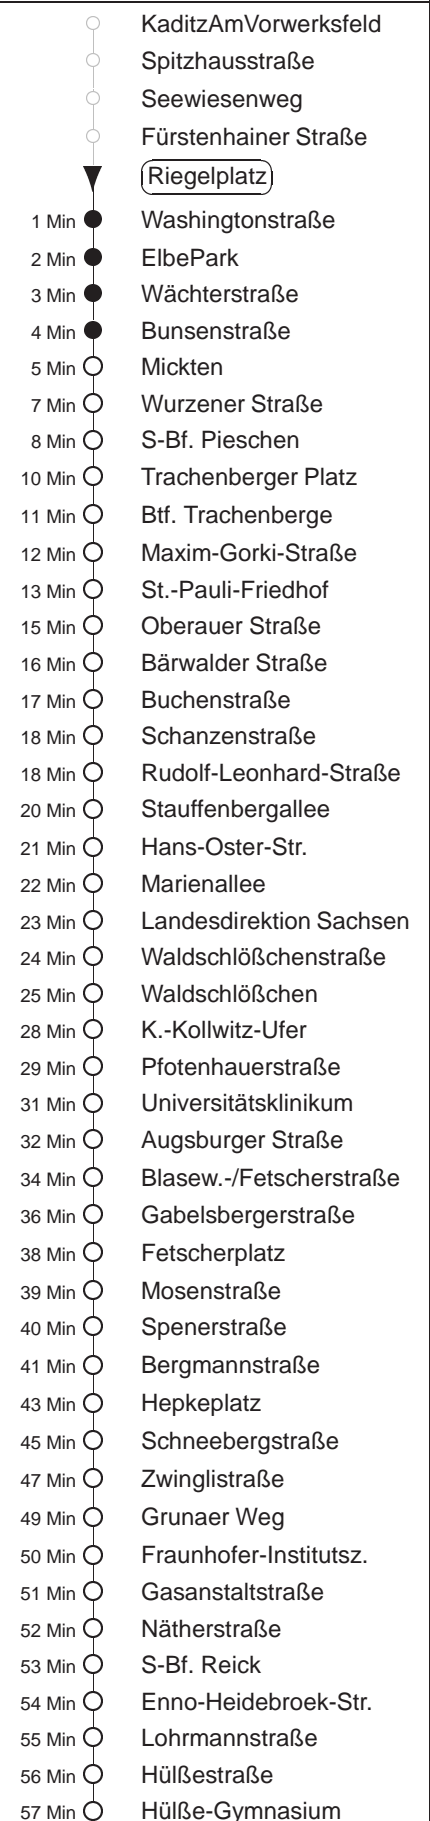 KaditzAmVorwerksfeld
Spitzhausstraße
Seewiesenweg
Fürstenhainer Straße
Riegelplatz
1 Min Washingtonstraße
2 Min ElbePark
3 Min Wächterstraße
4 Min Bunsenstraße
5 Min Mickten
7 Min Wurzener Straße
8 Min S-Bf. Pieschen
10 Min Trachenberger Platz
11 Min Btf. Trachenberge
12 Min Maxim-Gorki-Straße
13 Min St.-Pauli-Friedhof
15 Min Oberauer Straße
16 Min Bärwalder Straße
17 Min Buchenstraße
18 Min Schanzenstraße
18 Min Rudolf-Leonhard-Straße
20 Min Stauffenbergallee
21 Min Hans-Oster-Str.
22 Min Marienallee
23 Min Landesdirektion Sachsen
24 Min Waldschlößchenstraße
25 Min Waldschlößchen
28 Min K.-Kollwitz-Ufer
29 Min Pfotenhauerstraße
31 Min Universitätsklinikum
32 Min Augsburger Straße
34 Min Blasew.-/Fetscherstraße
36 Min Gabelsbergerstraße
38 Min Fetscherplatz
39 Min Mosenstraße
40 Min Spenerstraße
41 Min Bergmannstraße
43 Min Hepkeplatz
45 Min Schneebergstraße
47 Min Zwinglistraße
49 Min Grunaer Weg
50 Min Fraunhofer-Institutsz.
51 Min Gasanstaltstraße
52 Min Nätherstraße
53 Min S-Bf. Reick
54 Min Enno-Heidebroek-Str.
55 Min Lohrmannstraße
56 Min Hülßestraße
57 Min Hülße-Gymnasium